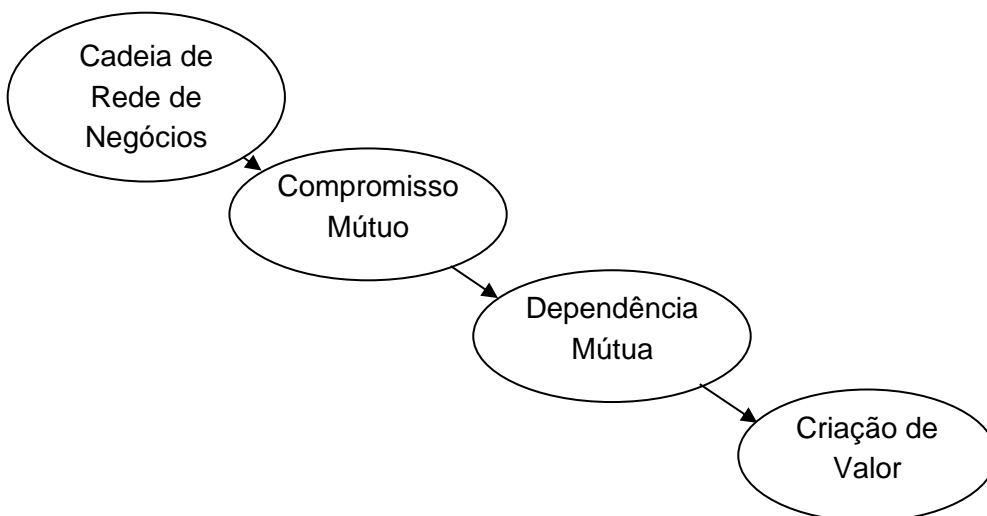 Cadeia de
Rede de
Negócios
Compromisso
Mútuo
Dependência
Mútua
Criação de
Valor